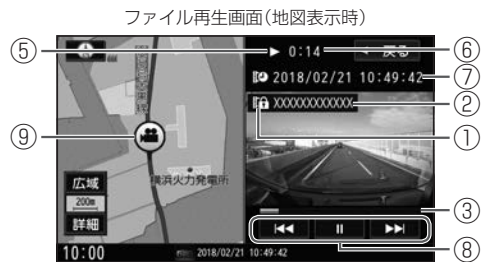 ファイル再生画面(地図表示時)
⑤ ▶ 0:14 ◀ 戻る ⑥
2018/02/21 10:49:42 ⑦
XXXXXXXXXXXX ②
①
⑨
広域
200m
詳細
横浜火力発電所
③
⑧
10:00 2018/02/21 10:49:42